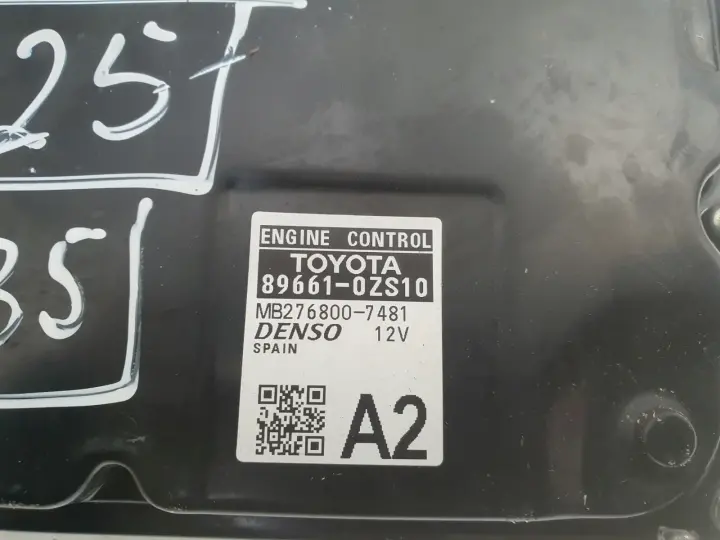 25
35
ENGINE CONTROL
TOYOTA
89661-0ZS10
MB276800-7481
DENSO 12V
SPAIN
A2